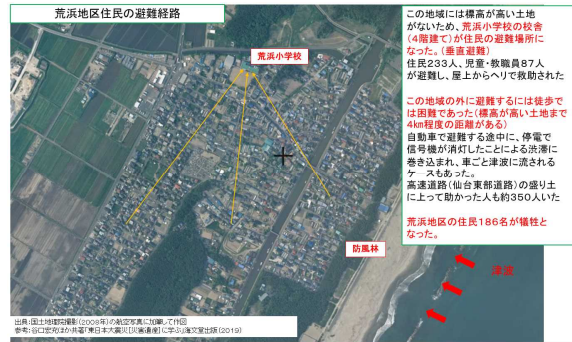 荒浜地区住民の避難経路
荒浜小学校
この地域には標高が高い土地
がないため、荒浜小学校の校舎
(4階建て)が住民の避難場所に
なった。(垂直避難)
住民233人、児童・教職員87人
が避難し、屋上からヘリで救助された
この地域の外に避難するには徒歩で
は困難であった(標高が高い土地まで
4km程度の距離がある)
自動車で避難する途中に、停電で
信号機が消灯したことによる渋滞に
巻き込まれ、車ごと津波に流される
ケースもあった。
高速道路(仙台東部道路)の盛り土
に上って助かった人も約350人いた
荒浜地区の住民186名が犠牲と
なった。
防風林
津波
出典:国土地理院撮影(2008年)の航空写真に加筆して作図
参考:谷口宏充ほか共著「東日本大震災[災害遺産]に学ぶ」海文堂出版(2019)